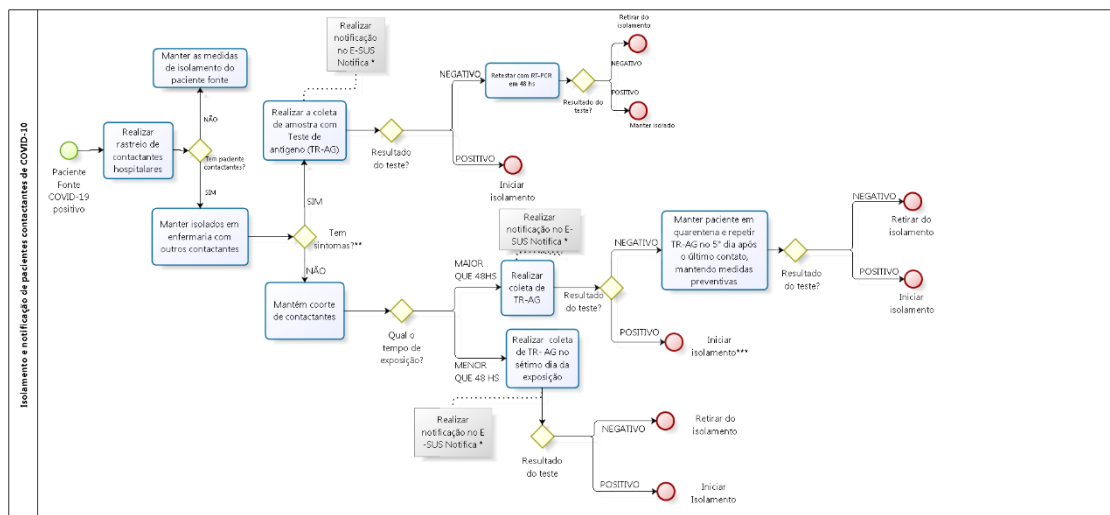 Isolamento e notificação de pacientes contactantes de COVID-10
Paciente
Fonte
COVID-19
positivo
Realizar
rastreio de
contactantes
hospitalares
Manter as medidas
de isolamento do
paciente fonte
NÃO
Tem paciente
contactantes?
SIM
Manter isolados em
enfermaria com
outros contactantes
Tem
sintomas?**
SIM
Realizar a coleta
de amostra com
Teste de
antígeno (TR-AG)
Realizar
notificação
no E-SUS
Notifica *
Resultado
do teste?
NEGATIVO
Retestar com RT-PCR
em 48 hs
Resultado do
teste?
Retirar do
isolamento
NEGATIVO
POSITIVO
Manter isolado
POSITIVO
Iniciar
isolamento
NÃO
Mantém coorte
de contactantes
Qual o
tempo de
exposição?
MAIOR
QUE 48HS
Realizar
coleta de
TR-AG
Realizar
notificação no E-
SUS Notifica *
Resultado
do teste?
NEGATIVO
Manter paciente em
quarentena e repetir
TR-AG no 5° dia após
o último contato,
mantendo medidas
preventivas
Resultado
do teste?
NEGATIVO
Retirar do
isolamento
POSITIVO
Iniciar
isolamento
POSITIVO
Iniciar
isolamento***
MENOR
QUE 48 HS
Realizar coleta
de TR- AG no
sétimo dia da
exposição
Realizar
notificação no E
-SUS Notifica *
Resultado
do teste
NEGATIVO
Retirar do
isolamento
POSITIVO
Iniciar
Isolamento